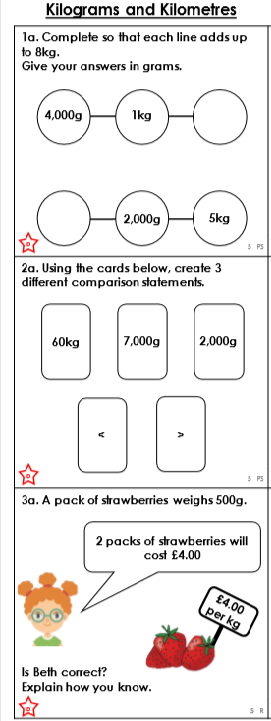 Kilograms and Kilometres
1a. Complete so that each line adds up
to 8kg.
Give your answers in grams.
4,000g
1kg
2,000g
5kg
D
5 PS
2a. Using the cards below, create 3
different comparison statements.
60kg
7,000g
2,000g
<
>
D
5 PS
3a. A pack of strawberries weighs 500g.
2 packs of strawberries will
cost £4.00
£4.00
per kg
Is Beth correct?
Explain how you know.
D
5 R